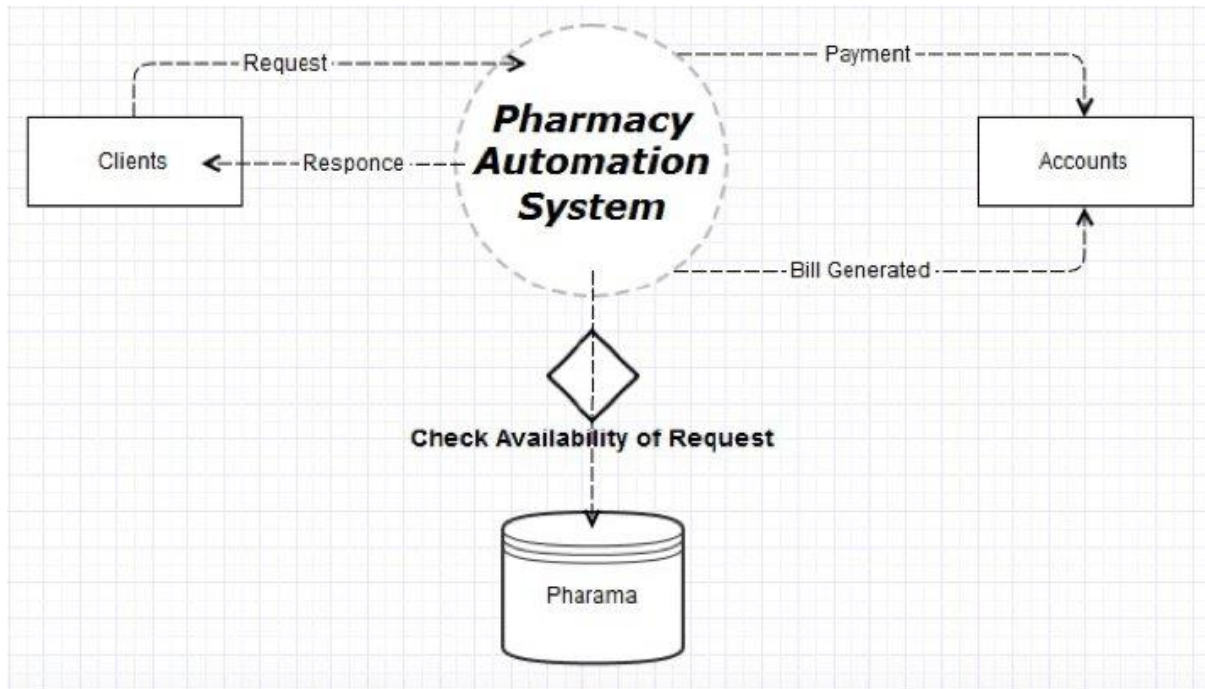 Request
Payment
Pharmacy
Automation
System
Clients
Responce
Accounts
Bill Generated
Check Availability of Request
Pharama